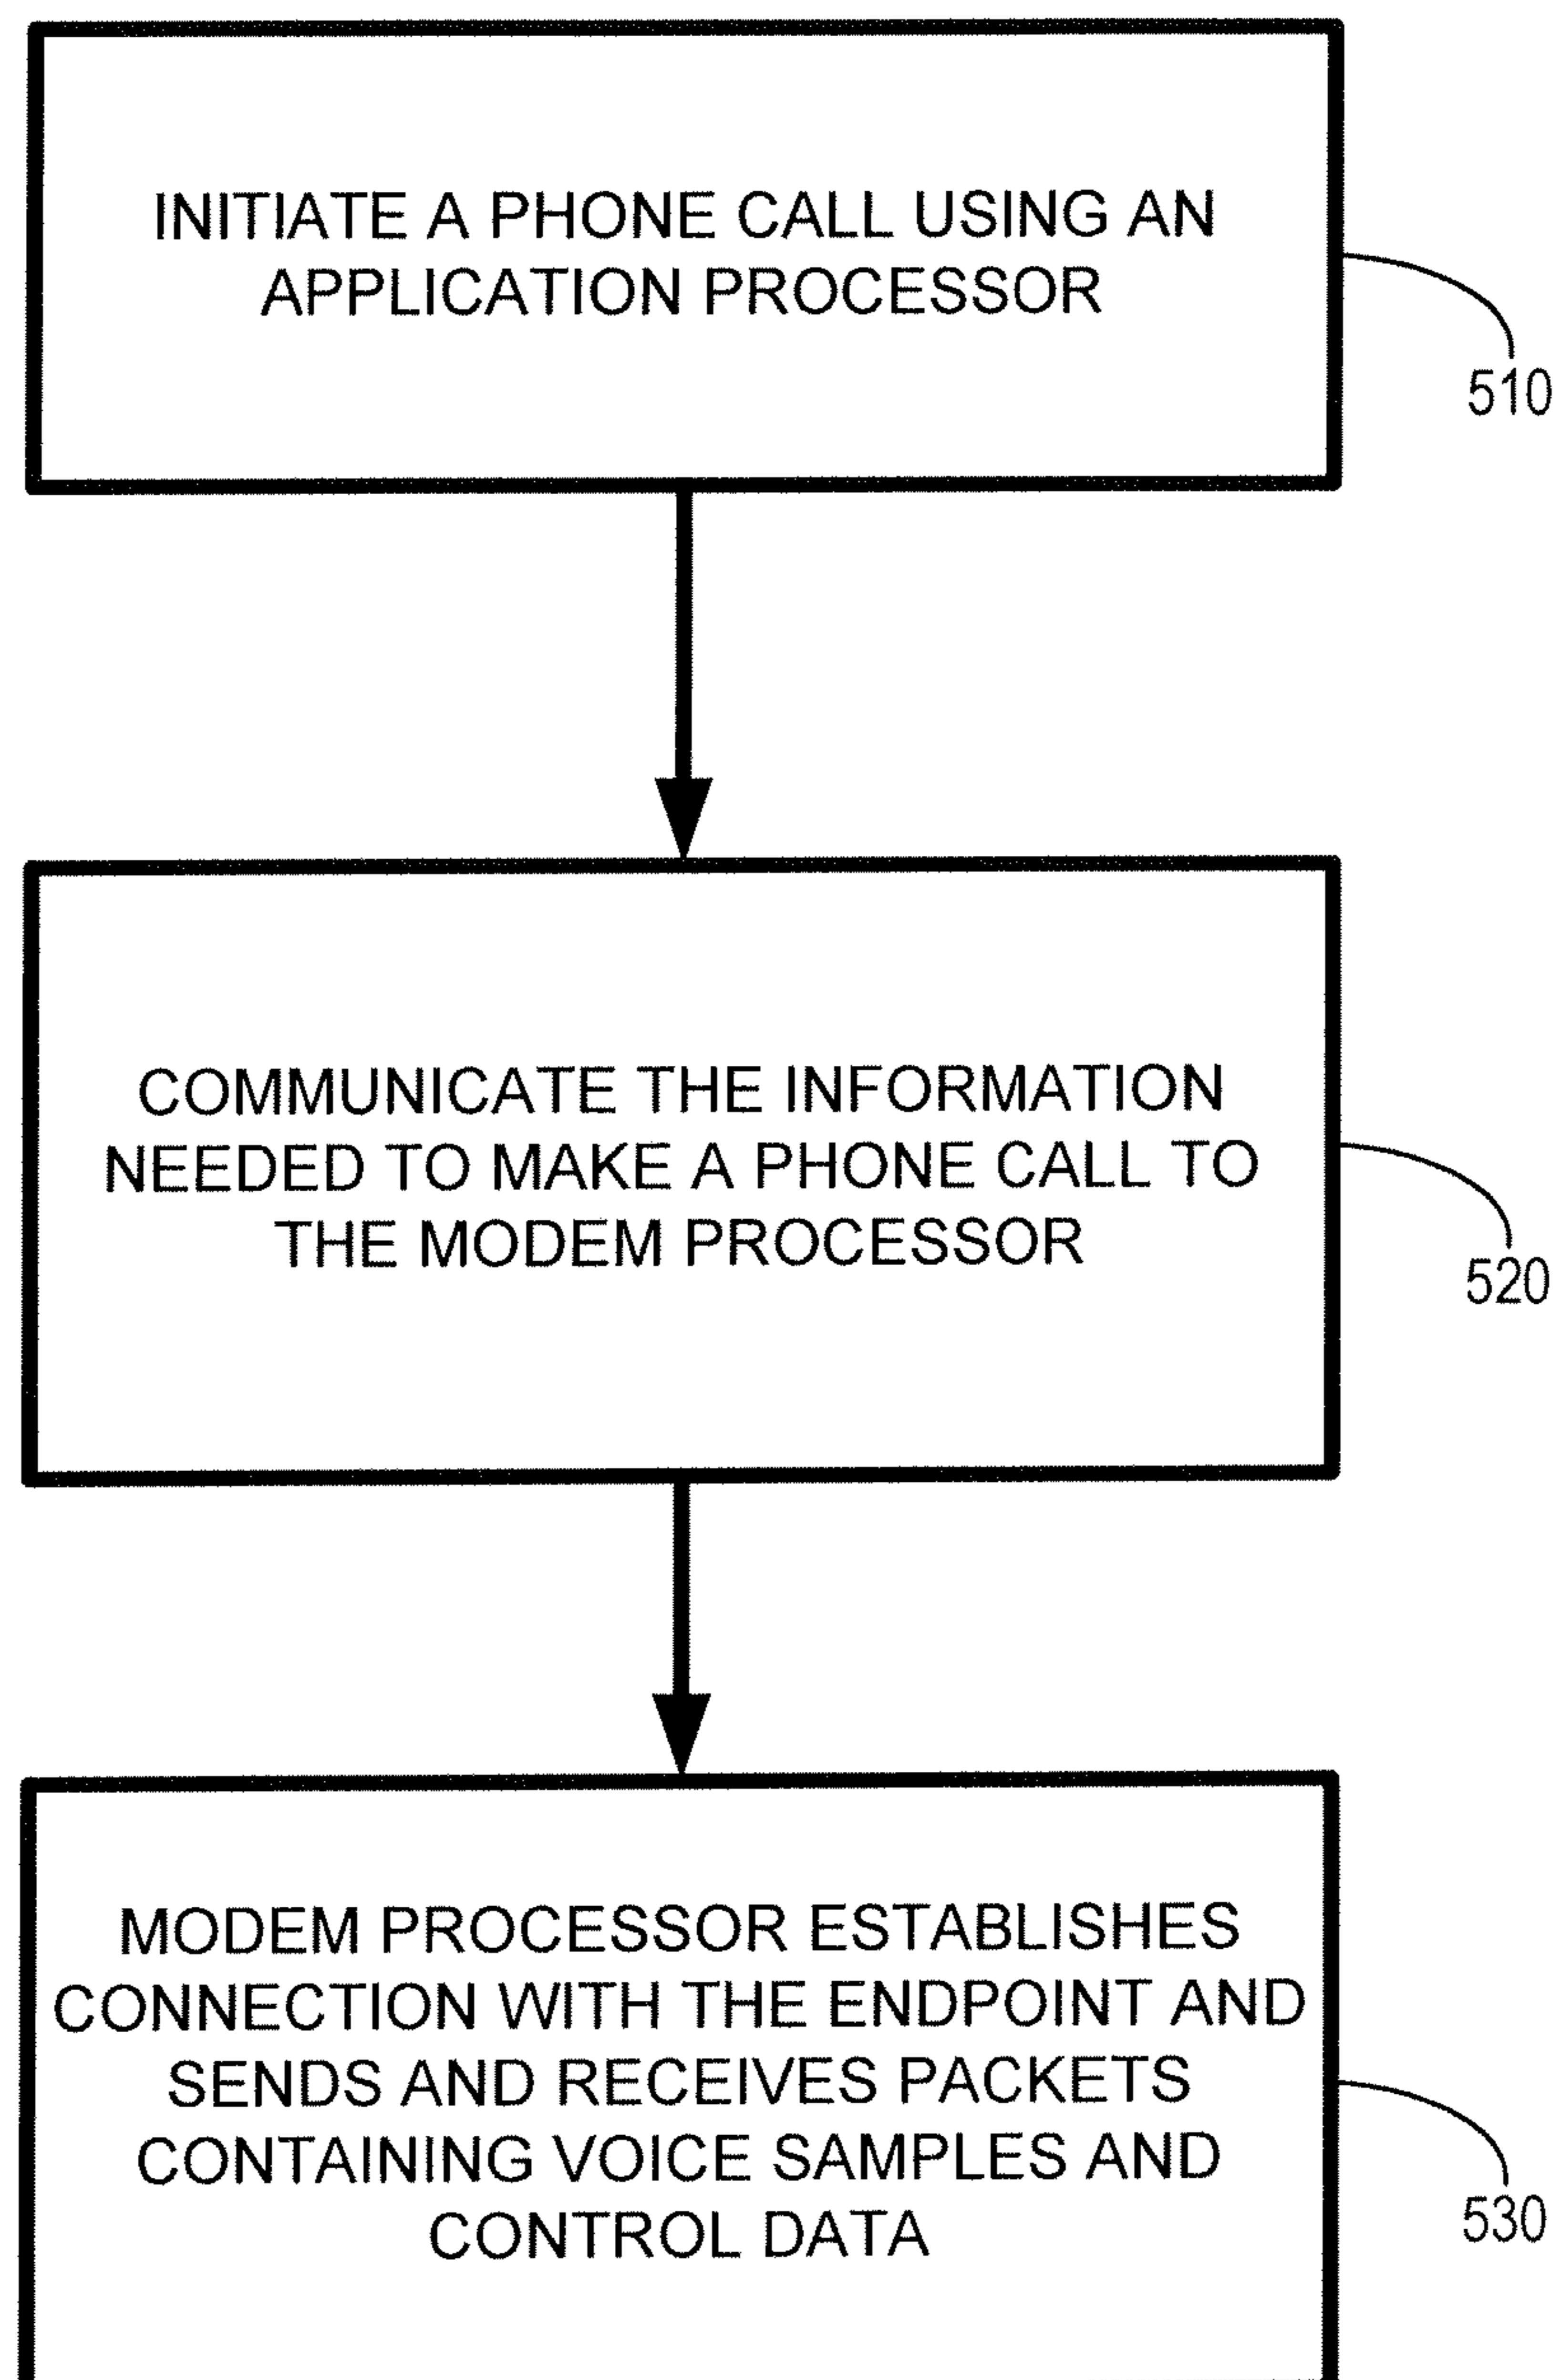 INITIATE A PHONE CALL USING AN
APPLICATION PROCESSOR
510
COMMUNICATE THE INFORMATION
NEEDED TO MAKE A PHONE CALL TO
THE MODEM PROCESSOR
520
MODEM PROCESSOR ESTABLISHES
CONNECTION WITH THE ENDPOINT AND
SENDS AND RECEIVES PACKETS
CONTAINING VOICE SAMPLES AND
CONTROL DATA
530